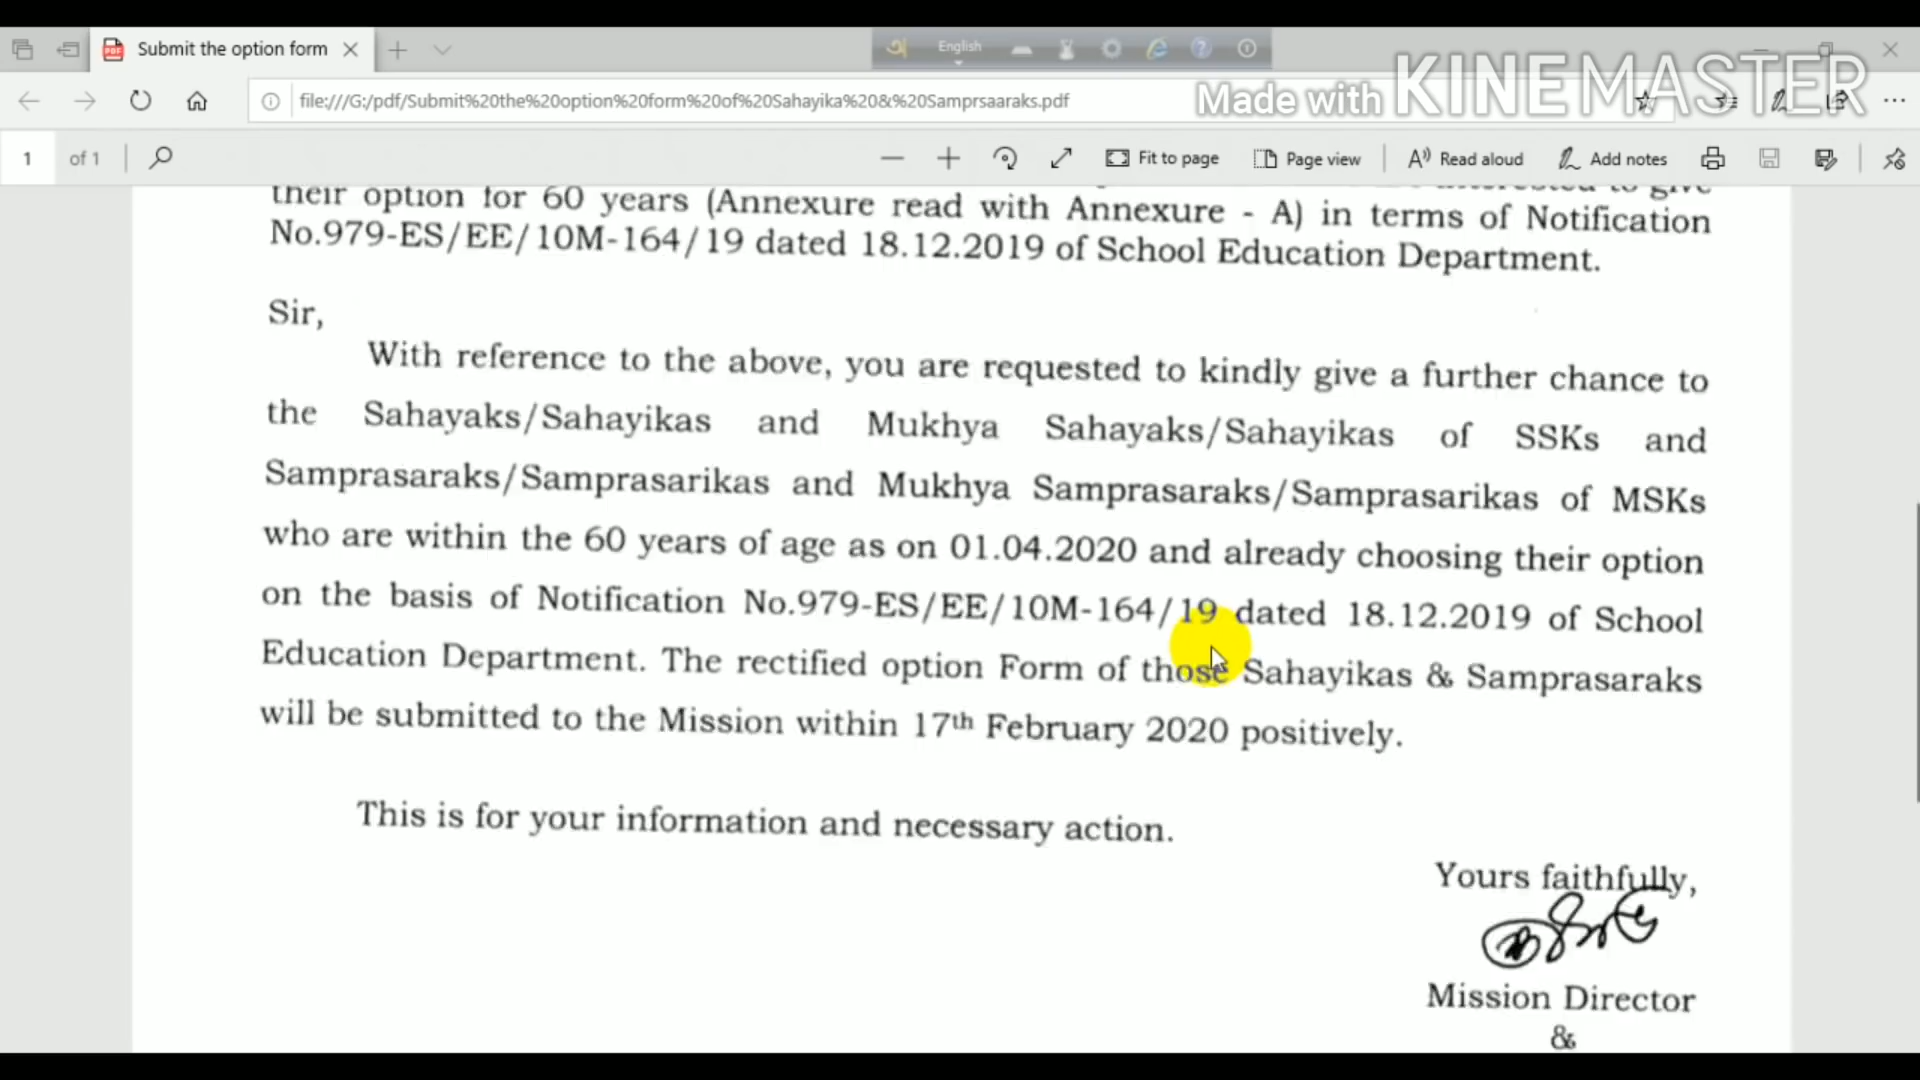 Submit the option form
English
file:///G:/pdf/Submit%20the%20option%20form%20of%20Sahayika%20&%20Samprsaaraks.pdf
Made with KINEMASTER
1 of 1
Fit to page
Page view
Read aloud
Add notes
interested to give
their option for 60 years (Annexure read with Annexure - A) in terms of Notification
No.979-ES/EE/10M-164/19 dated 18.12.2019 of School Education Department.
Sir,
With reference to the above, you are requested to kindly give a further chance to
the Sahayaks/Sahayikas and Mukhya Sahayaks/Sahayikas of SSKs and
Samprasaraks/Samprasarikas and Mukhya Samprasaraks/Samprasarikas of MSKs
who are within the 60 years of age as on 01.04.2020 and already choosing their option
on the basis of Notification No.979-ES/EE/10M-164/19 dated 18.12.2019 of School
Education Department. The rectified option Form of those Sahayikas & Samprasaraks
will be submitted to the Mission within 17th February 2020 positively.
This is for your information and necessary action.
Yours faithfully,
Mission Director
&